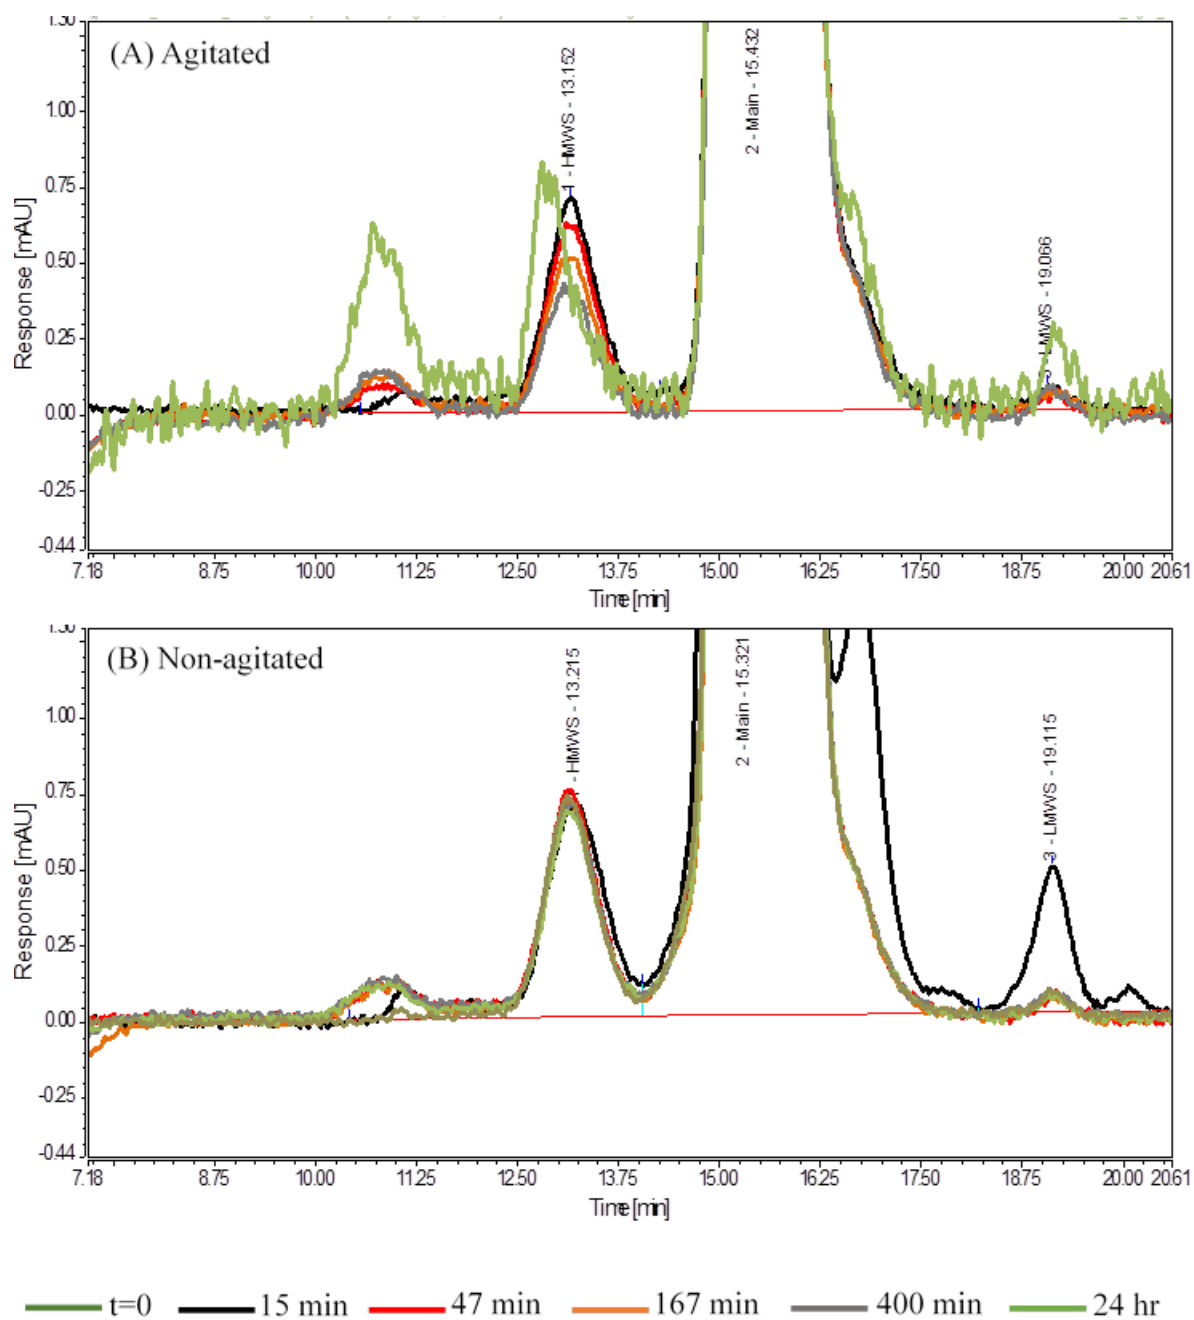 1.30
(A) Agitated
1.00
0.75
0.50
0.25
0.00
-0.25
-0.44
Response [mAU]
1 - HMWS - 13.152
2 - Main - 15.432
MWS - 19.066
7.18 8.75 10.00 11.25 12.50 13.75 15.00 16.25 17.50 18.75 20.00 20.61
Time [min]
1.30
(B) Non-agitated
1.00
0.75
0.50
0.25
0.00
-0.25
-0.44
Response [mAU]
- HMWS - 13.215
2 - Main - 15.321
3 - LMWS - 19.115
7.18 8.75 10.00 11.25 12.50 13.75 15.00 16.25 17.50 18.75 20.00 20.61
Time [min]
t=0 15 min 47 min 167 min 400 min 24 hr